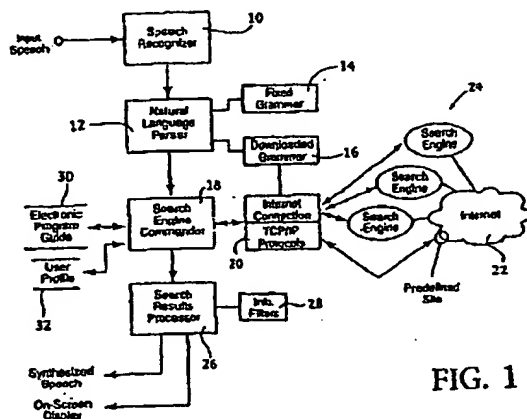 Input
Speech
Speech
Recognizer
10
Natural
Language
Parser
12
Fixed
Grammar
14
Downloaded
Grammar
16
24
Search
Engine
Search
Engine
Search
Engine
Internet
22
Predefined
Site
30
Electronic
Program
Guide
User
Profile
32
Search
Engine
Commander
18
Internet
Connection
TCP/IP
Protocols
20
Search
Results
Processor
26
Info.
Filters
28
Synthesized
Speech
On-Screen
Display
FIG. 1